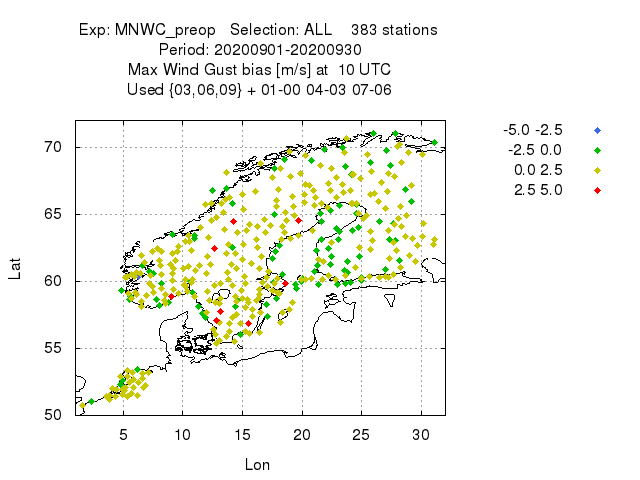 Exp: MNWC_preop Selection: ALL 383 stations
Period: 20200901-20200930
Max Wind Gust bias [m/s] at 10 UTC
Used {03,06,09} + 01-00 04-03 07-06
-5.0 -2.5
-2.5 0.0
0.0 2.5
2.5 5.0
70
65
60
55
50
Lat
5 10 15 20 25 30
Lon